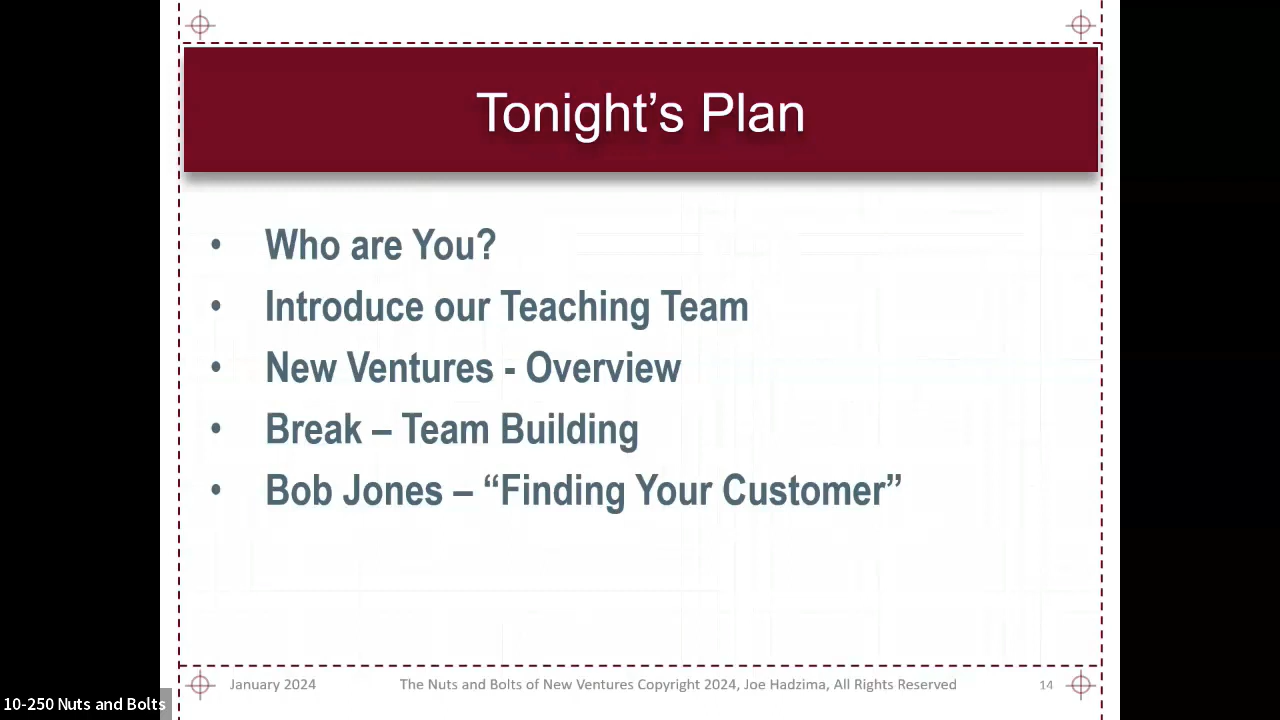 Tonight’s Plan
• Who are You?
• Introduce our Teaching Team
• New Ventures - Overview
• Break – Team Building
• Bob Jones – “Finding Your Customer”
January 2024 The Nuts and Bolts of New Ventures Copyright 2024, Joe Hadzima, All Rights Reserved 14
10-250 Nuts and Bolts